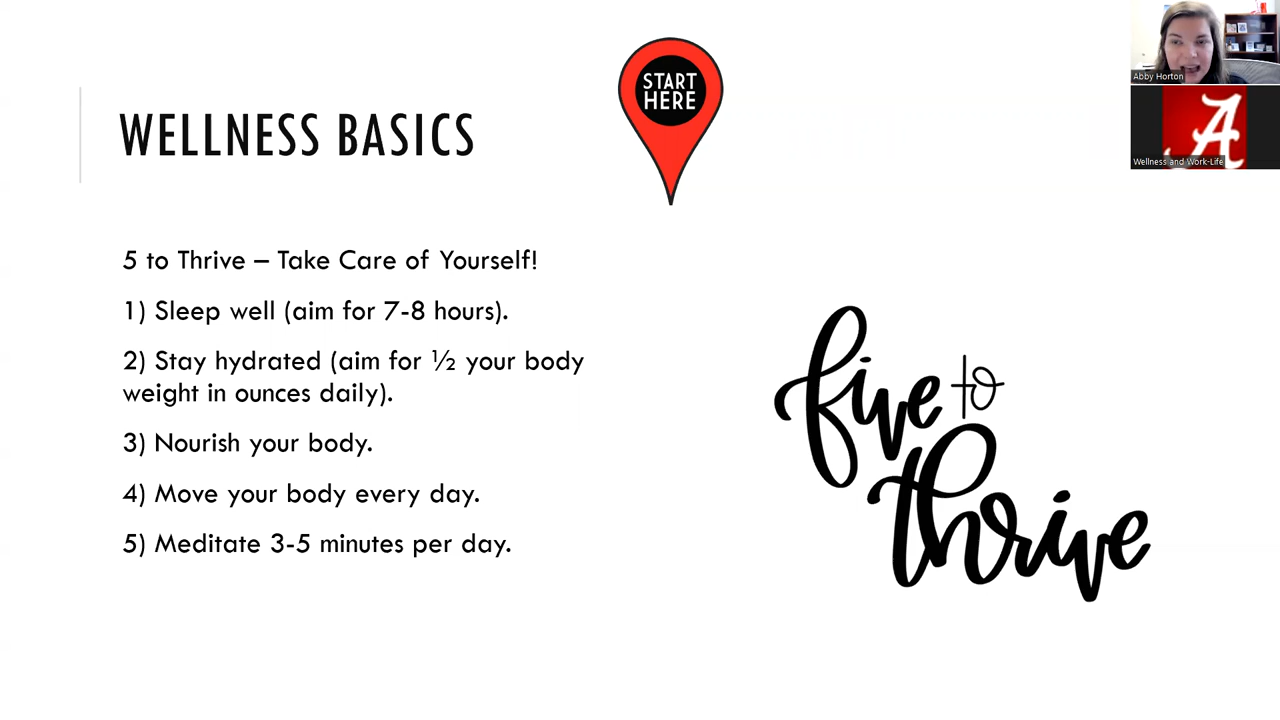 START
HERE
Abby Horton
WELLNESS BASICS
A
Wellness and Work-Life
5 to Thrive – Take Care of Yourself!
1) Sleep well (aim for 7-8 hours).
2) Stay hydrated (aim for ½ your body
weight in ounces daily).
3) Nourish your body.
4) Move your body every day.
5) Meditate 3-5 minutes per day.
five to
thrive